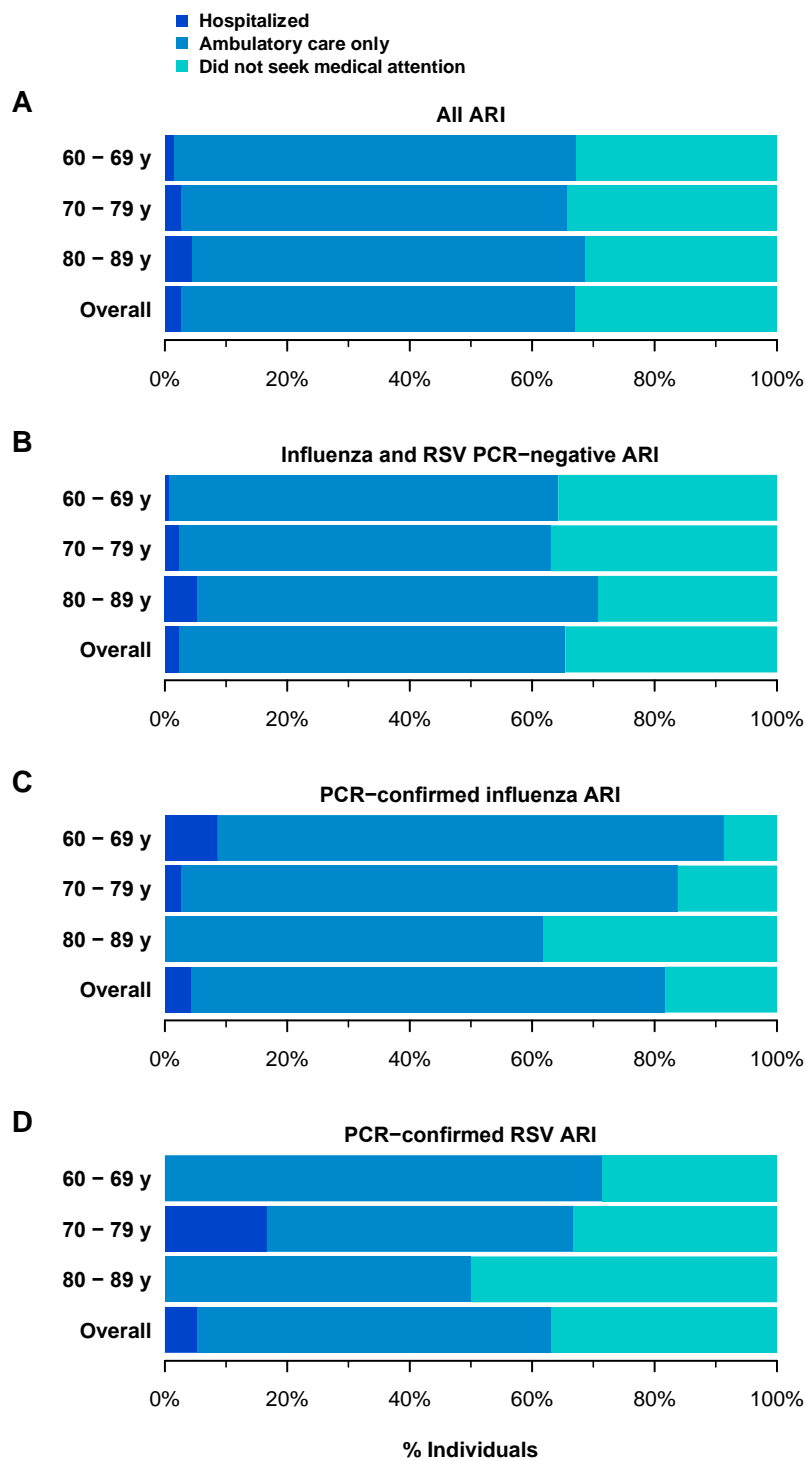 Hospitalized
Ambulatory care only
Did not seek medical attention
A
All ARI
60 − 69 y
70 − 79 y
80 − 89 y
Overall
0% 20% 40% 60% 80% 100%
B
Influenza and RSV PCR−negative ARI
60 − 69 y
70 − 79 y
80 − 89 y
Overall
0% 20% 40% 60% 80% 100%
C
PCR−confirmed influenza ARI
60 − 69 y
70 − 79 y
80 − 89 y
Overall
0% 20% 40% 60% 80% 100%
D
PCR−confirmed RSV ARI
60 − 69 y
70 − 79 y
80 − 89 y
Overall
0% 20% 40% 60% 80% 100%
% Individuals